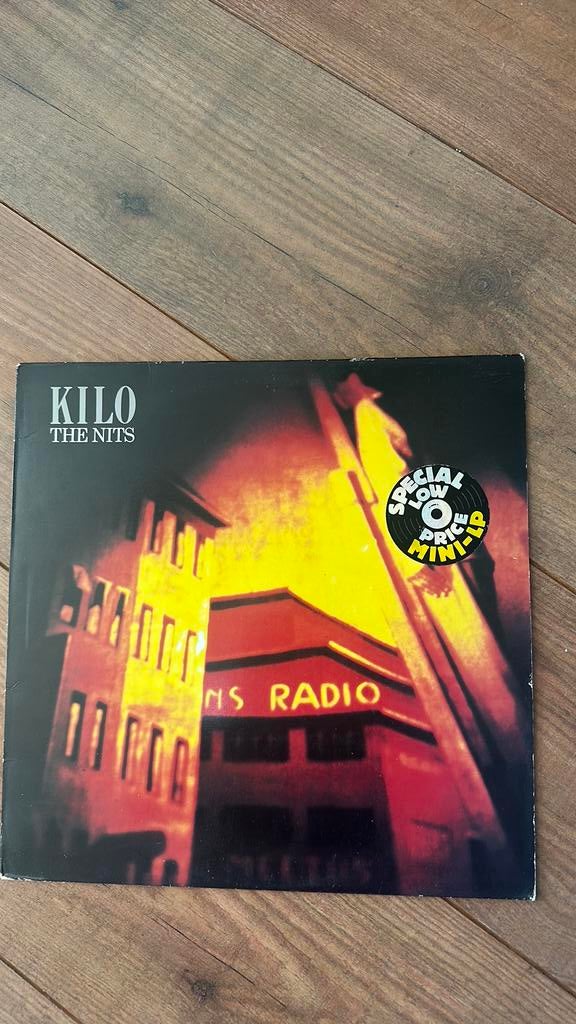 KILO
THE NITS
SPECIAL
LOW
PRICE
MINI-LP
NS RADIO